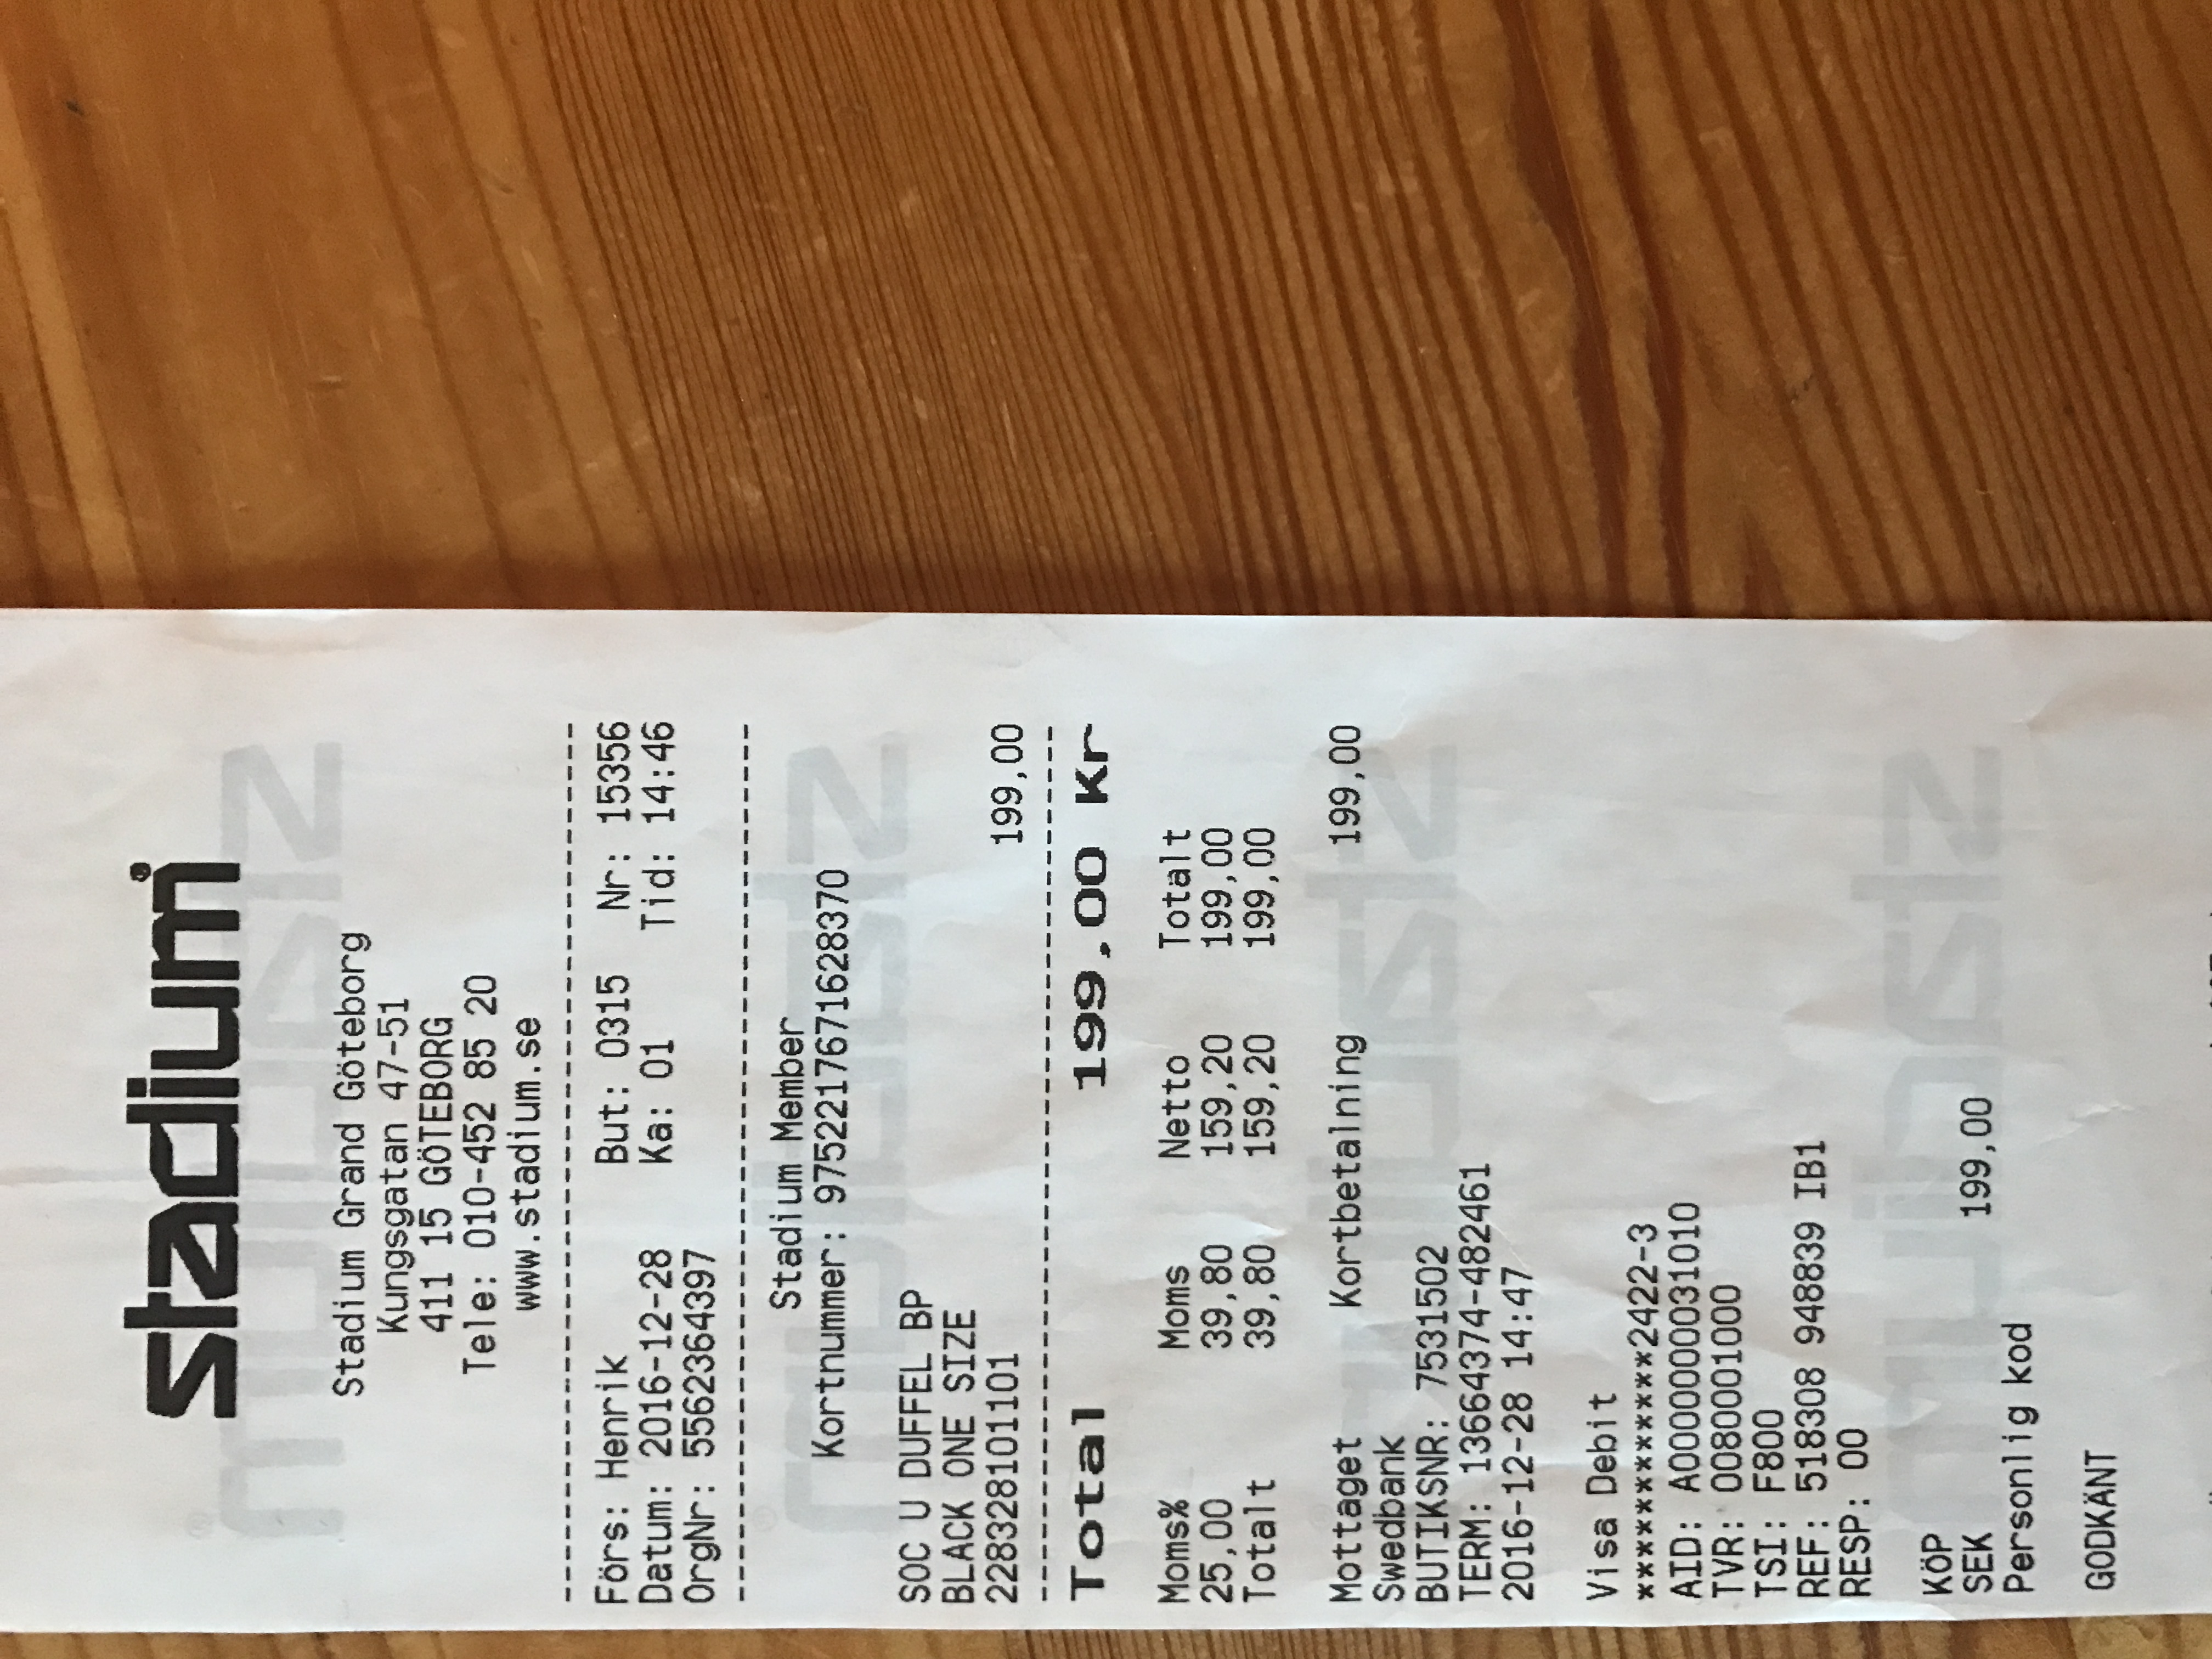 stadium
Stadium Grand Göteborg
Kungsgatan 47-51
411 15 GÖTEBORG
Tele: 010-452 85 20
www.stadium.se
------------------------------------------
Förs: Henrik But: 0315 Nr: 15356
Datum: 2016-12-28 Ka: 01 Tid: 14:46
OrgNr: 5562364397
------------------------------------------
Stadium Member
Kortnummer: 9752217671628370
SOC U DUFFEL BP
BLACK ONE SIZE
228328101101 199,00
------------------------------------------
Total 199,00 Kr
Moms% Moms Netto Totalt
25,00 39,80 159,20 199,00
Totalt 39,80 159,20 199,00
Mottaget Kortbetalning 199,00
Swedbank
BUTIKSNR: 7531502
TERM: 13664374-482461
2016-12-28 14:47
Visa Debit
************2422-3
AID: A0000000031010
TVR: 0080001000
TSI: F800
REF: 518308 948839 IB1
RESP: 00
KÖP
SEK 199,00
Personlig kod
GODKÄNT